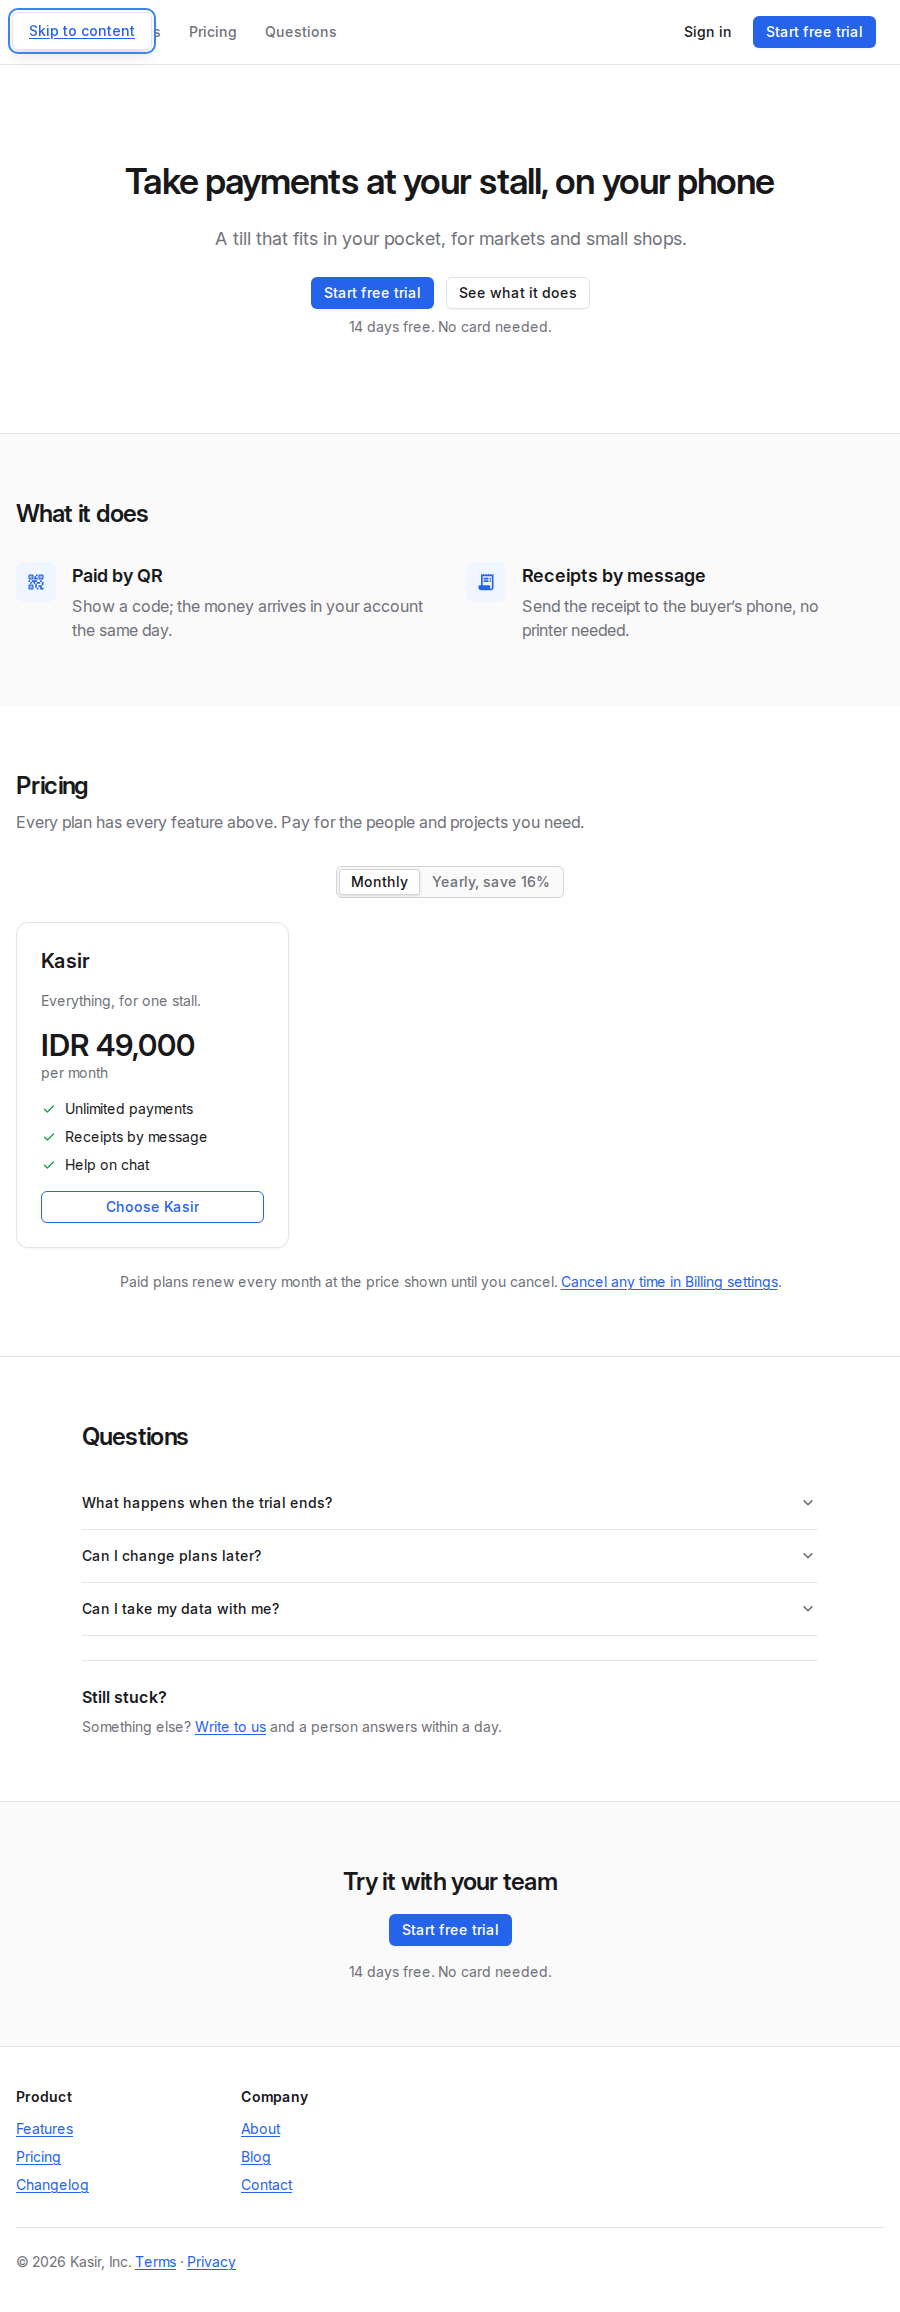 Skip to content
s
Pricing
Questions
Sign in
Start free trial
Take payments at your stall, on your phone
A till that fits in your pocket, for markets and small shops.
Start free trial
See what it does
14 days free. No card needed.
What it does
Paid by QR
Show a code; the money arrives in your account
the same day.
Receipts by message
Send the receipt to the buyer's phone, no
printer needed.
Pricing
Every plan has every feature above. Pay for the people and projects you need.
Monthly
Yearly, save 16%
Kasir
Everything, for one stall.
IDR 49,000
per month
Unlimited payments
Receipts by message
Help on chat
Choose Kasir
Paid plans renew every month at the price shown until you cancel. Cancel any time in Billing settings.
Questions
What happens when the trial ends?
Can I change plans later?
Can I take my data with me?
Still stuck?
Something else? Write to us and a person answers within a day.
Try it with your team
Start free trial
14 days free. No card needed.
Product
Features
Pricing
Changelog
Company
About
Blog
Contact
© 2026 Kasir, Inc. Terms · Privacy